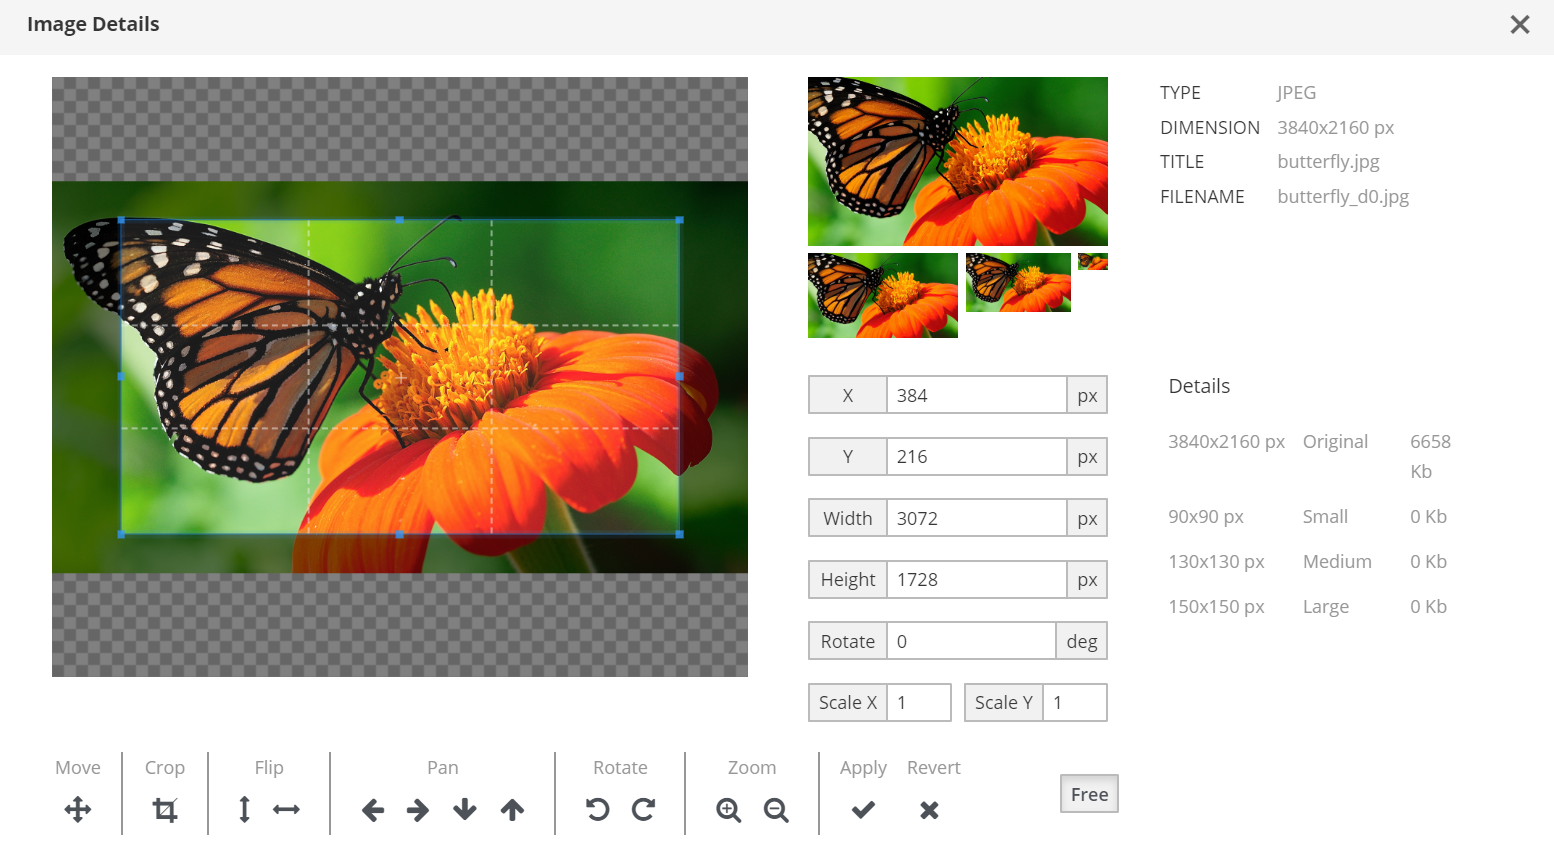 Image Details
TYPE JPEG
DIMENSION 3840x2160 px
TITLE butterfly.jpg
FILENAME butterfly_d0.jpg
X 384 px
Y 216 px
Width 3072 px
Height 1728 px
Rotate 0 deg
Scale X 1 Scale Y 1
Details
3840x2160 px Original 6658
Kb
90x90 px Small 0 Kb
130x130 px Medium 0 Kb
150x150 px Large 0 Kb
Move Crop Flip Pan Rotate Zoom Apply Revert
Free